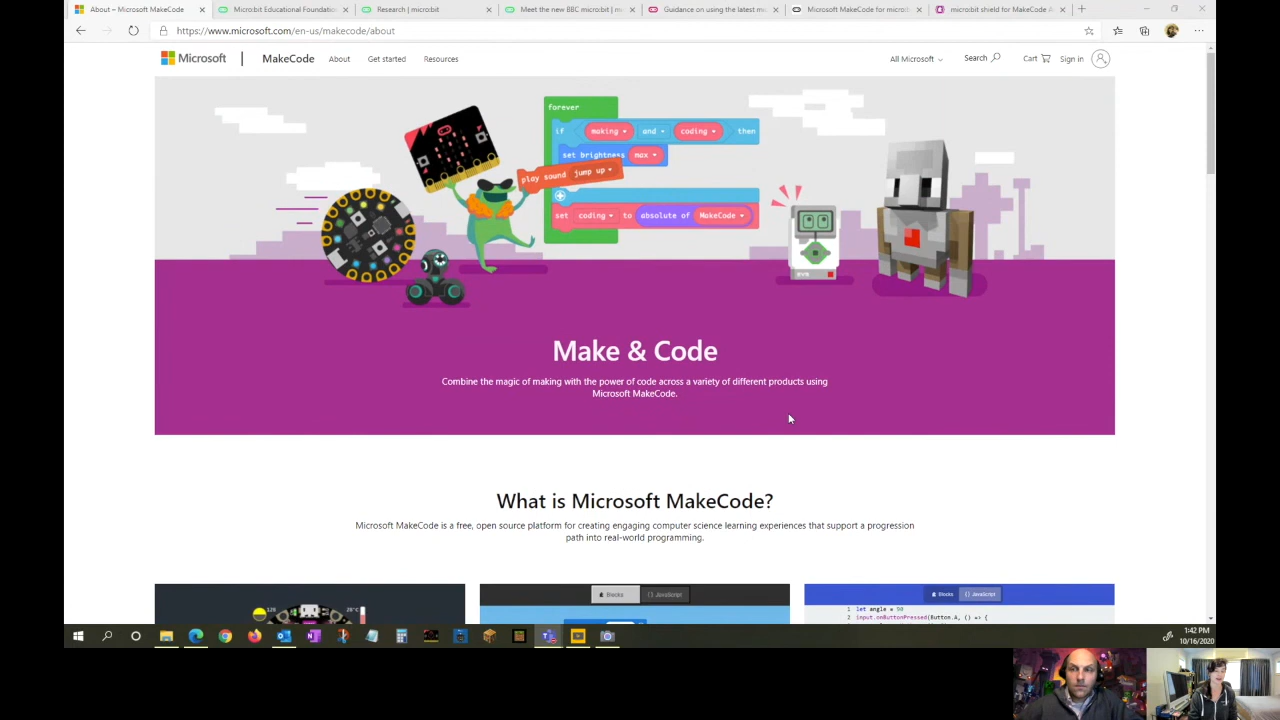 About – Microsoft MakeCode
Micro:bit Educational Foundation
Research | micro:bit
Meet the new BBC micro:bit | mi
Guidance on using the latest mic
Microsoft MakeCode for micro:bi
micro:bit shield for MakeCode A
https://www.microsoft.com/en-us/makecode/about
Microsoft | MakeCode About Get started Resources All Microsoft Search Cart Sign in
forever
if making and coding then
set brightness max
play sound jump up
set coding to absolute of MakeCode
Make & Code
Combine the magic of making with the power of code across a variety of different products using
Microsoft MakeCode.
What is Microsoft MakeCode?
Microsoft MakeCode is a free, open source platform for creating engaging computer science learning experiences that support a progression
path into real-world programming.
Blocks {} JavaScript
Blocks {} JavaScript
1 let angle = 50
2 input.onButtonPressed(Button.A, () => {
1:42 PM
10/16/2020